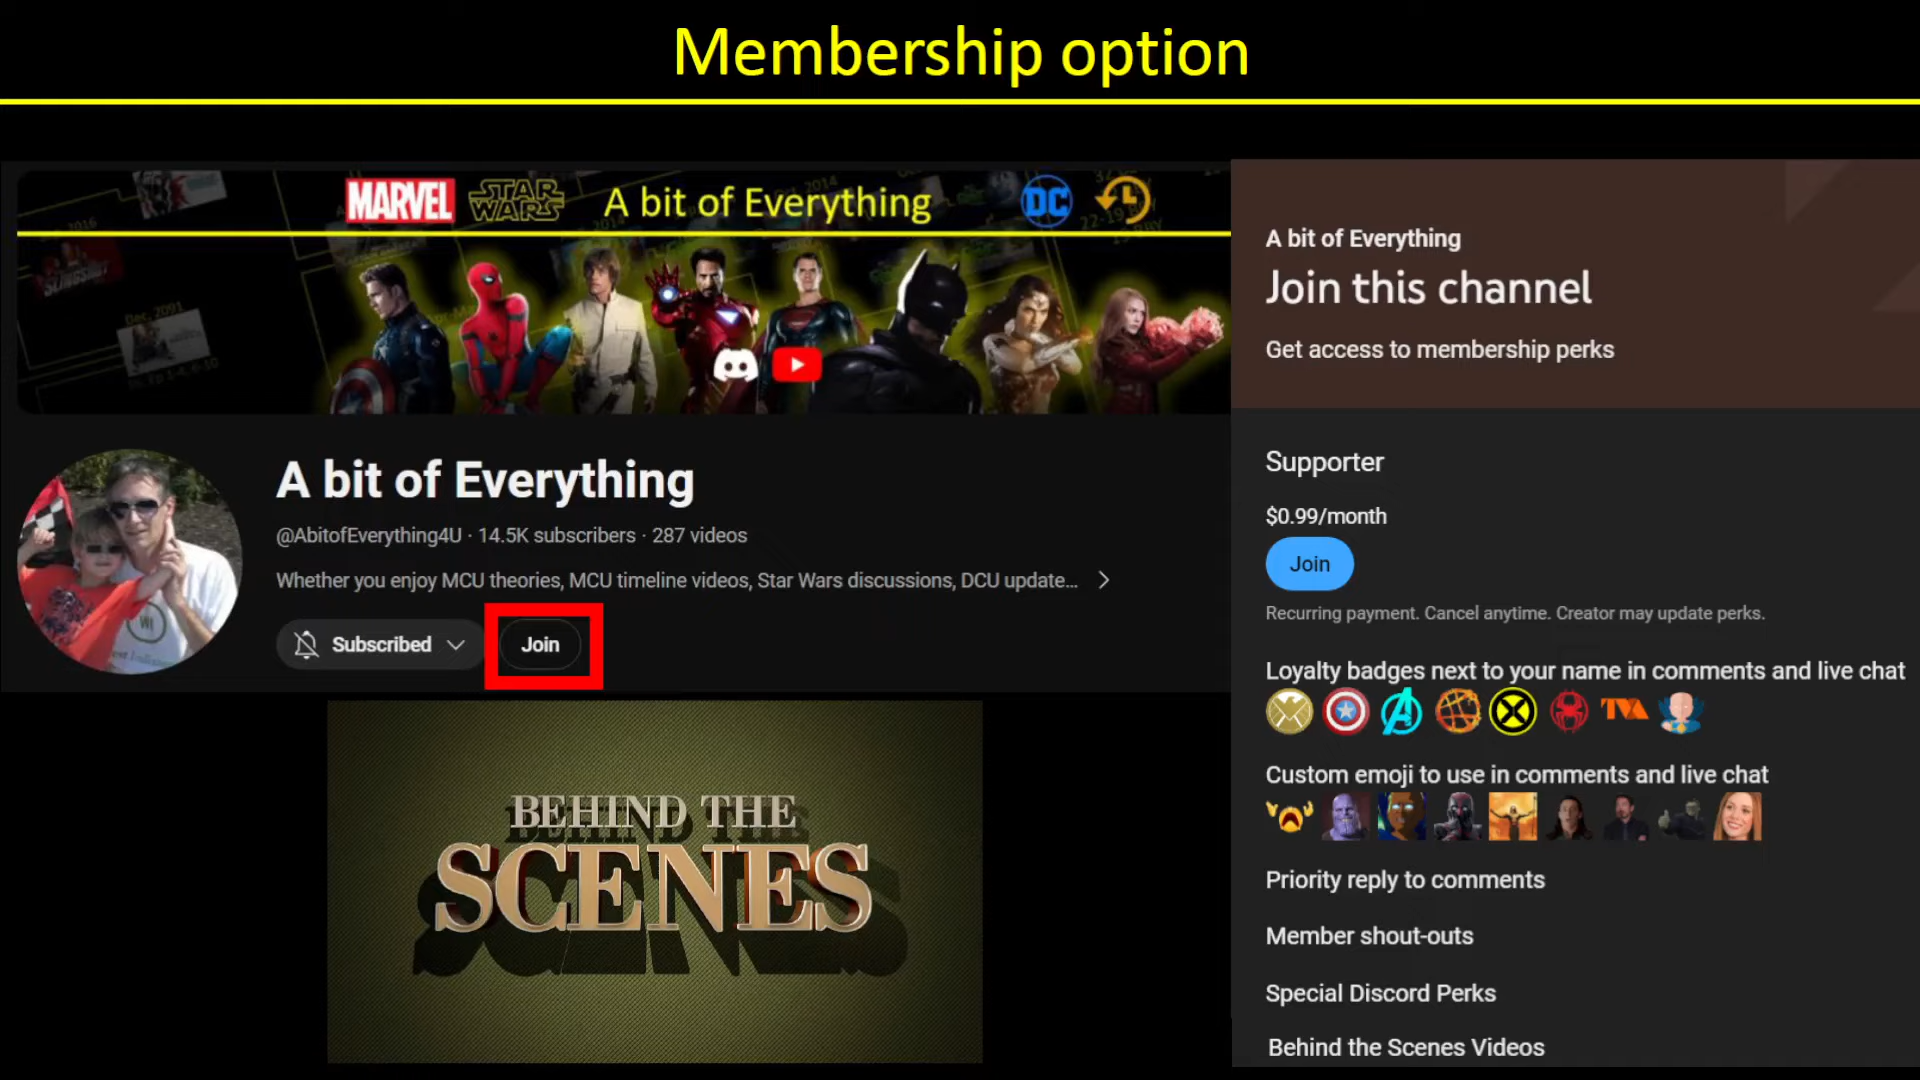 Membership option
MARVEL
STAR WARS
A bit of Everything
DC
A bit of Everything
@AbitofEverything4U · 14.5K subscribers · 287 videos
Whether you enjoy MCU theories, MCU timeline videos, Star Wars discussions, DCU update...
Subscribed
Join
BEHIND THE
SCENES
A bit of Everything
Join this channel
Get access to membership perks
Supporter
$0.99/month
Join
Recurring payment. Cancel anytime. Creator may update perks.
Loyalty badges next to your name in comments and live chat
TVA
Custom emoji to use in comments and live chat
Priority reply to comments
Member shout-outs
Special Discord Perks
Behind the Scenes Videos